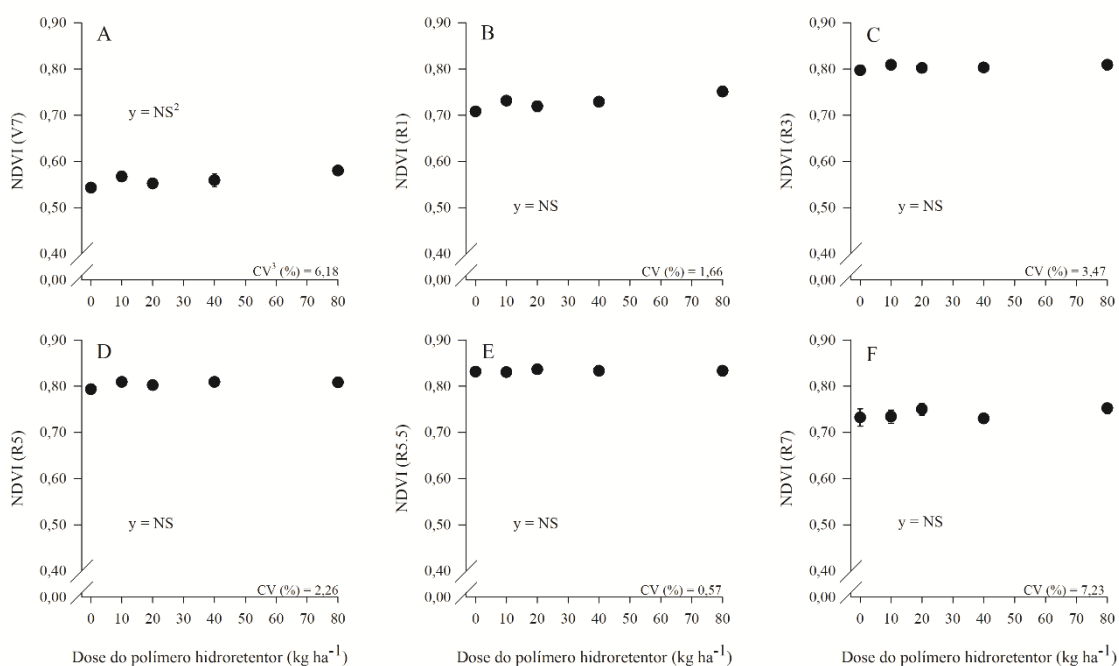 0,90
0,80
0,70
0,60
0,50
0,40
0,00
NDVI (V7)
A
y = NS²
CV³ (%) = 6,18
0 10 20 30 40 50 60 70 80
0,90
0,80
0,70
0,60
0,50
0,40
0,00
NDVI (R1)
B
y = NS
CV (%) = 1,66
0 10 20 30 40 50 60 70 80
0,90
0,80
0,70
0,60
0,50
0,40
0,00
NDVI (R3)
C
y = NS
CV (%) = 3,47
0 10 20 30 40 50 60 70 80
0,90
0,80
0,70
0,60
0,50
0,40
0,00
NDVI (R5)
D
y = NS
CV (%) = 2,26
0 10 20 30 40 50 60 70 80
Dose do polímero hidroretentor (kg ha⁻¹)
0,90
0,80
0,70
0,60
0,50
0,40
0,00
NDVI (R5.5)
E
y = NS
CV (%) = 0,57
0 10 20 30 40 50 60 70 80
Dose do polímero hidroretentor (kg ha⁻¹)
0,90
0,80
0,70
0,60
0,50
0,40
0,00
NDVI (R7)
F
y = NS
CV (%) = 7,23
0 10 20 30 40 50 60 70 80
Dose do polímero hidroretentor (kg ha⁻¹)